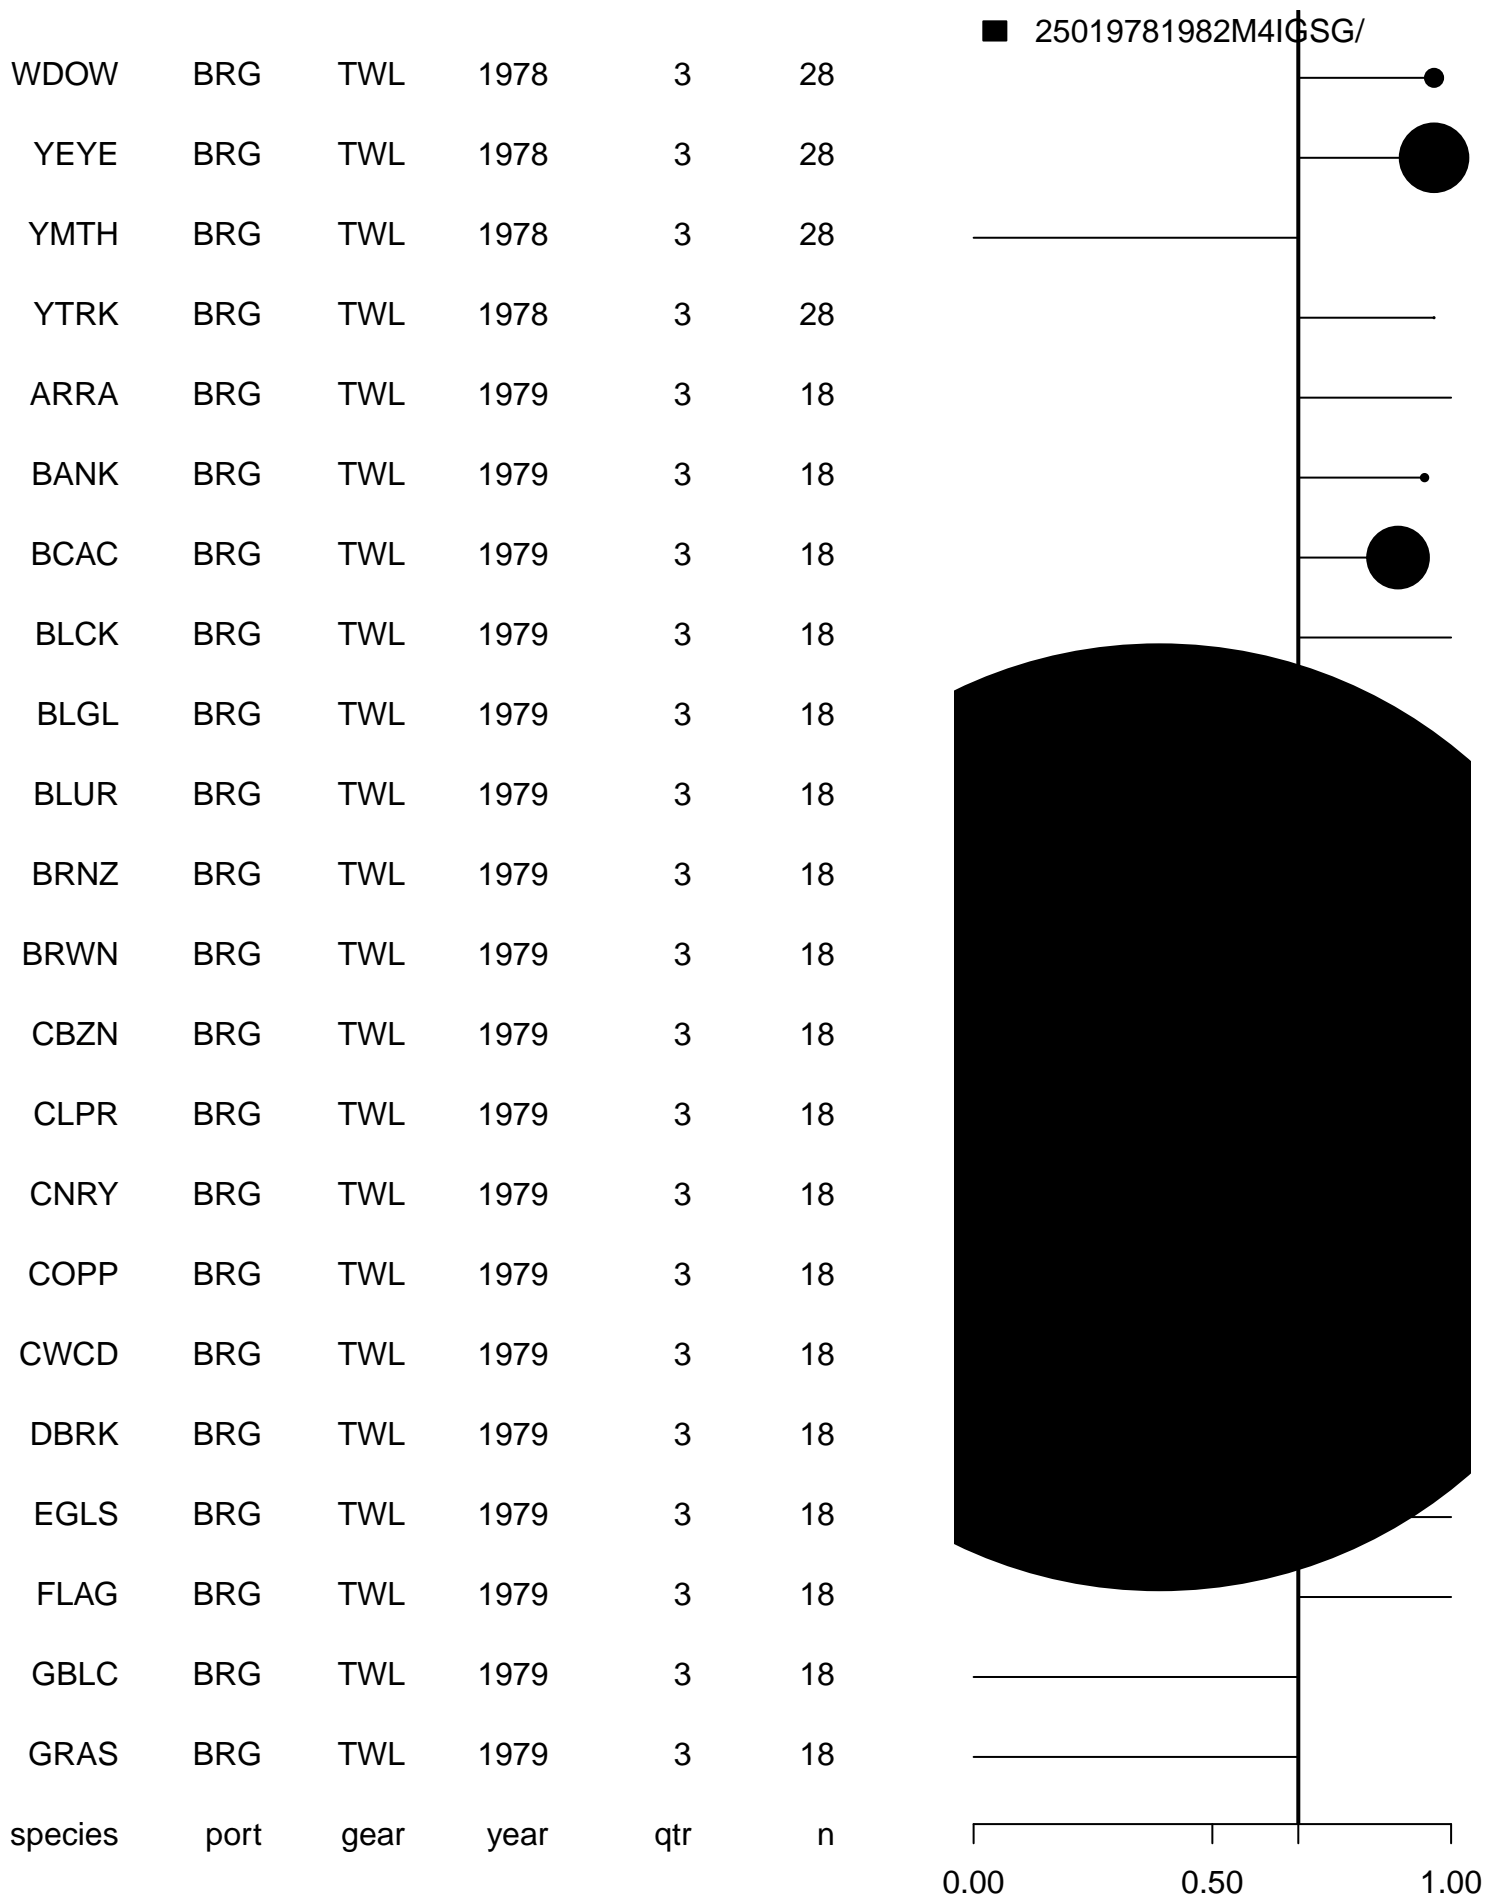 25019781982M4IGSG/
WDOW BRG TWL 1978 3 28
YEYE BRG TWL 1978 3 28
YMTH BRG TWL 1978 3 28
YTRK BRG TWL 1978 3 28
ARRA BRG TWL 1979 3 18
BANK BRG TWL 1979 3 18
BCAC BRG TWL 1979 3 18
BLCK BRG TWL 1979 3 18
BLGL BRG TWL 1979 3 18
BLUR BRG TWL 1979 3 18
BRNZ BRG TWL 1979 3 18
BRWN BRG TWL 1979 3 18
CBZN BRG TWL 1979 3 18
CLPR BRG TWL 1979 3 18
CNRY BRG TWL 1979 3 18
COPP BRG TWL 1979 3 18
CWCD BRG TWL 1979 3 18
DBRK BRG TWL 1979 3 18
EGLS BRG TWL 1979 3 18
FLAG BRG TWL 1979 3 18
GBLC BRG TWL 1979 3 18
GRAS BRG TWL 1979 3 18
species port gear year qtr n
0.00 0.50 1.00